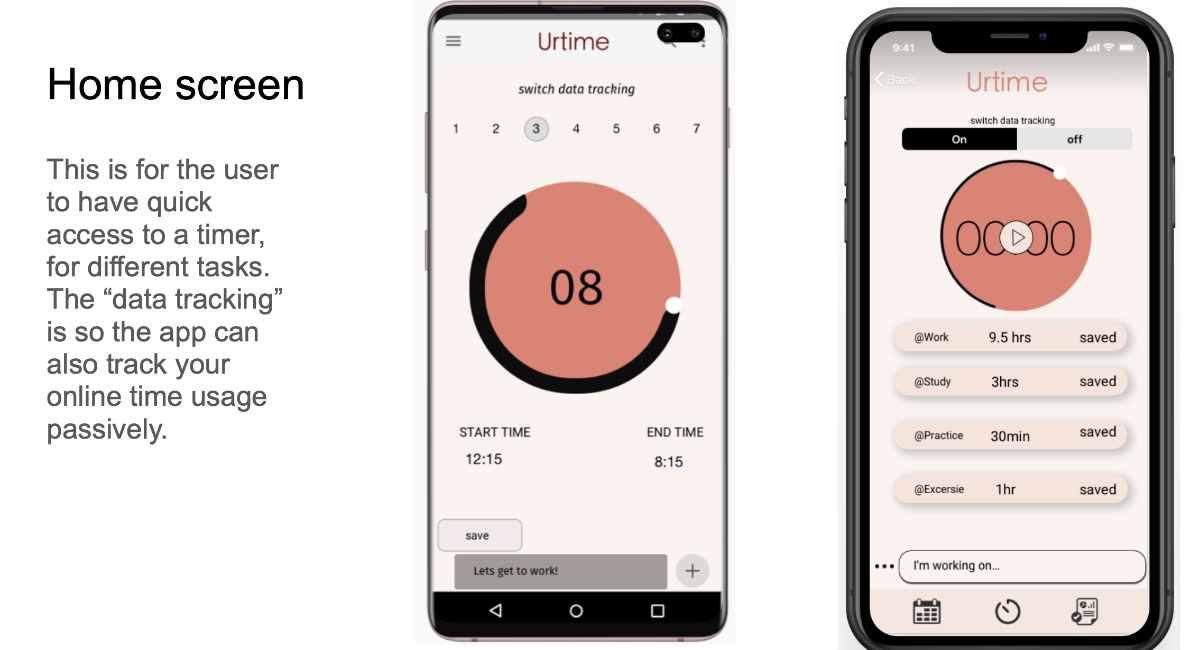 Home screen
This is for the user
to have quick
access to a timer,
for different tasks.
The “data tracking”
is so the app can
also track your
online time usage
passively.
Urtime
switch data tracking
1 2 3 4 5 6 7
08
START TIME END TIME
12:15 8:15
save
Lets get to work!
9:41
Back
Urtime
switch data tracking
On off
00:00
@Work 9.5 hrs saved
@Study 3hrs saved
@Practice 30min saved
@Excersie 1hr saved
I'm working on...